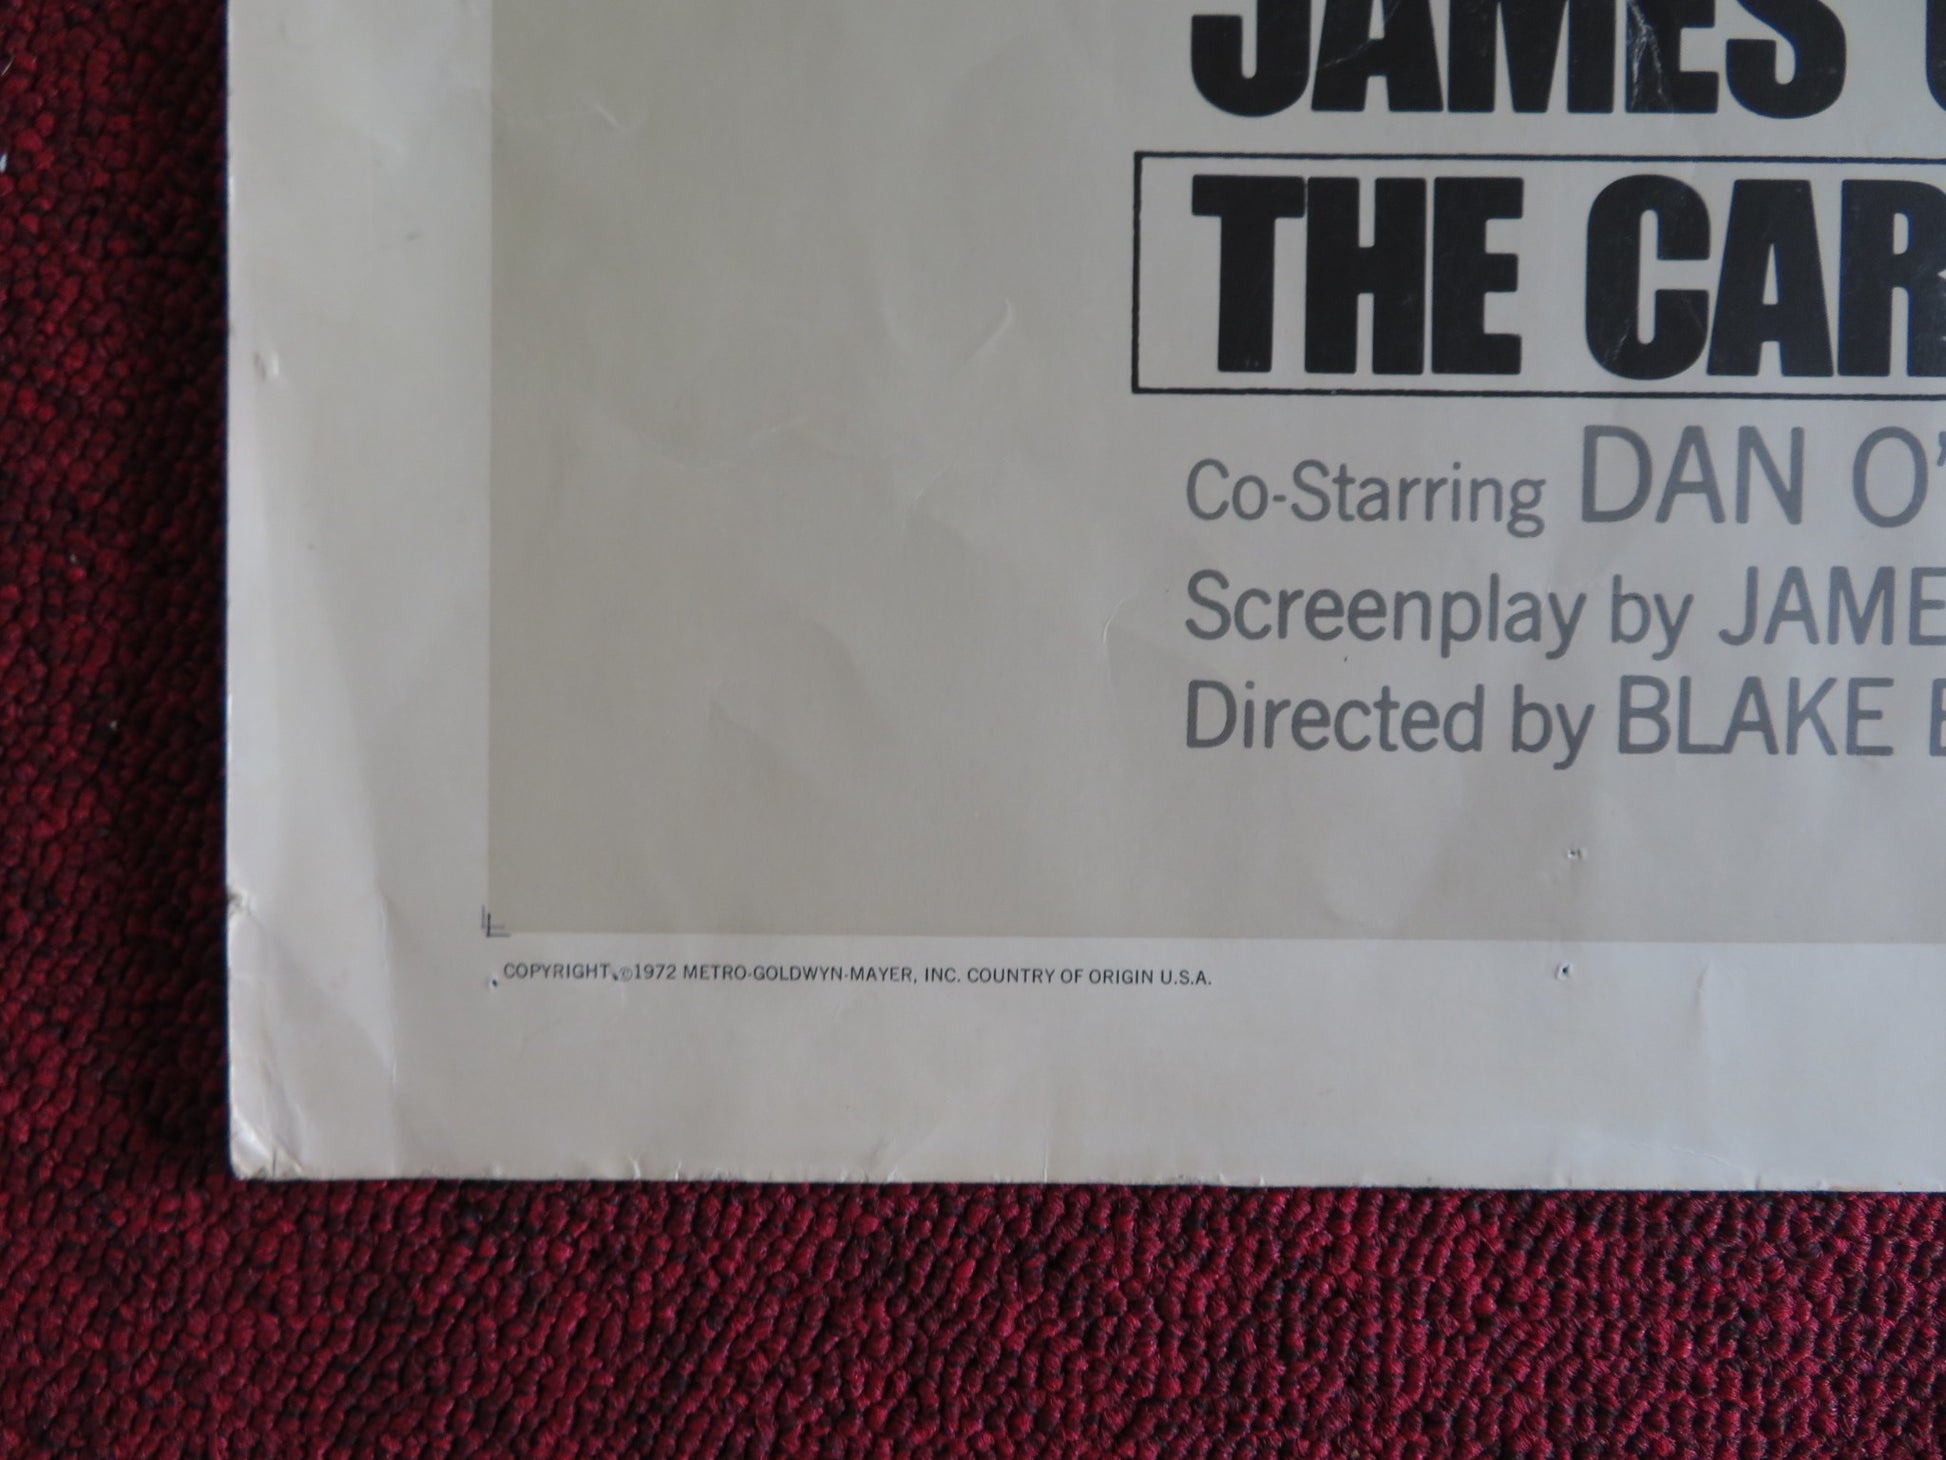 JAMES
THE CAR
Co-Starring DAN O'
Screenplay by JAME
Directed by BLAKE E
COPYRIGHT ©1972 METRO-GOLDWYN-MAYER, INC. COUNTRY OF ORIGIN U.S.A.